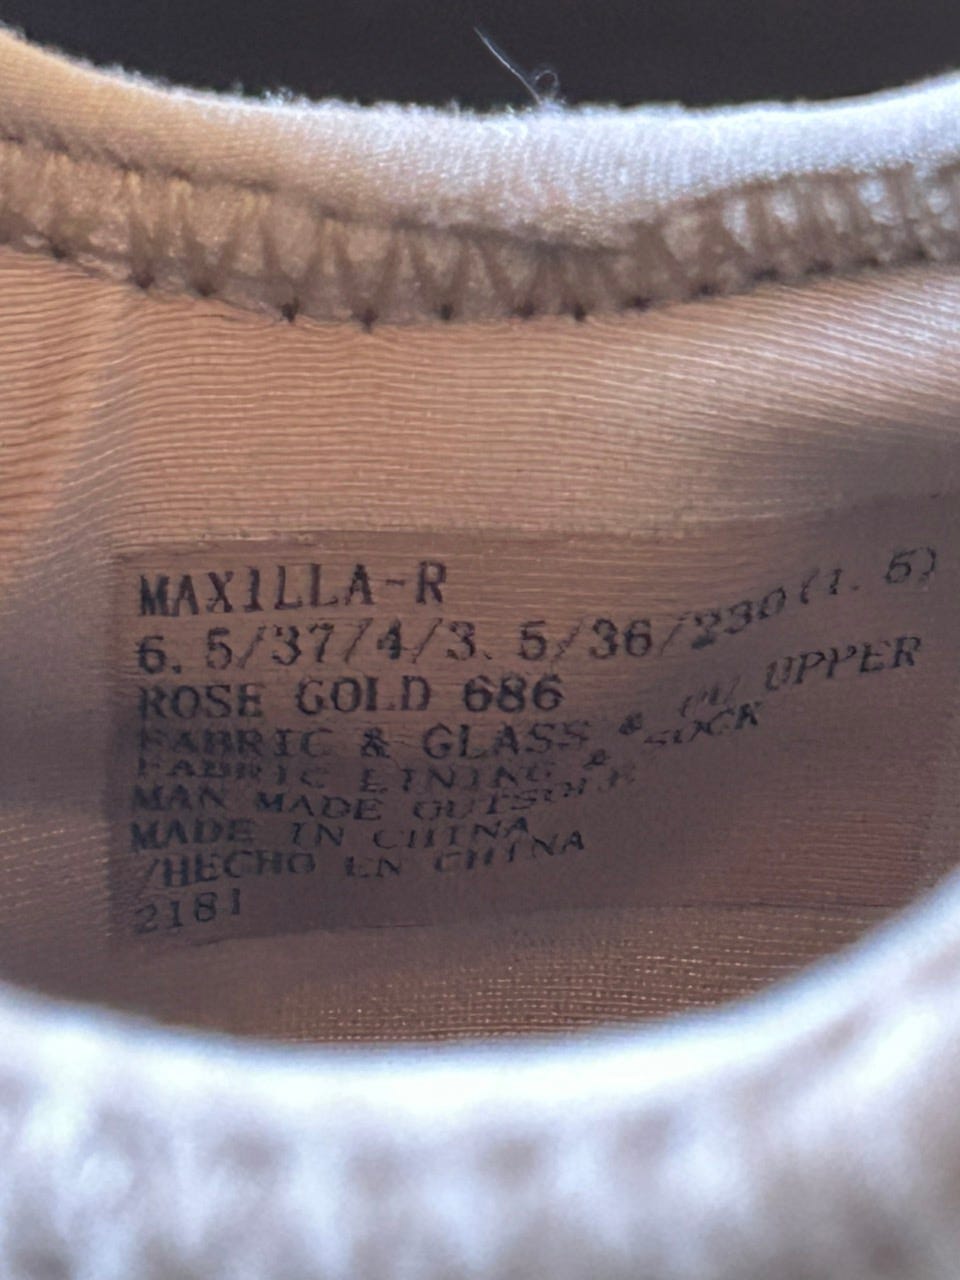 MAXILLA-R
6.5/37/4/3.5/36/230(1.5)
ROSE GOLD 686
FABRIC & GLASS & PU UPPER
FABRIC LINING & SOCK
MAN MADE OUTSOLE
MADE IN CHINA
/HECHO EN CHINA
2181